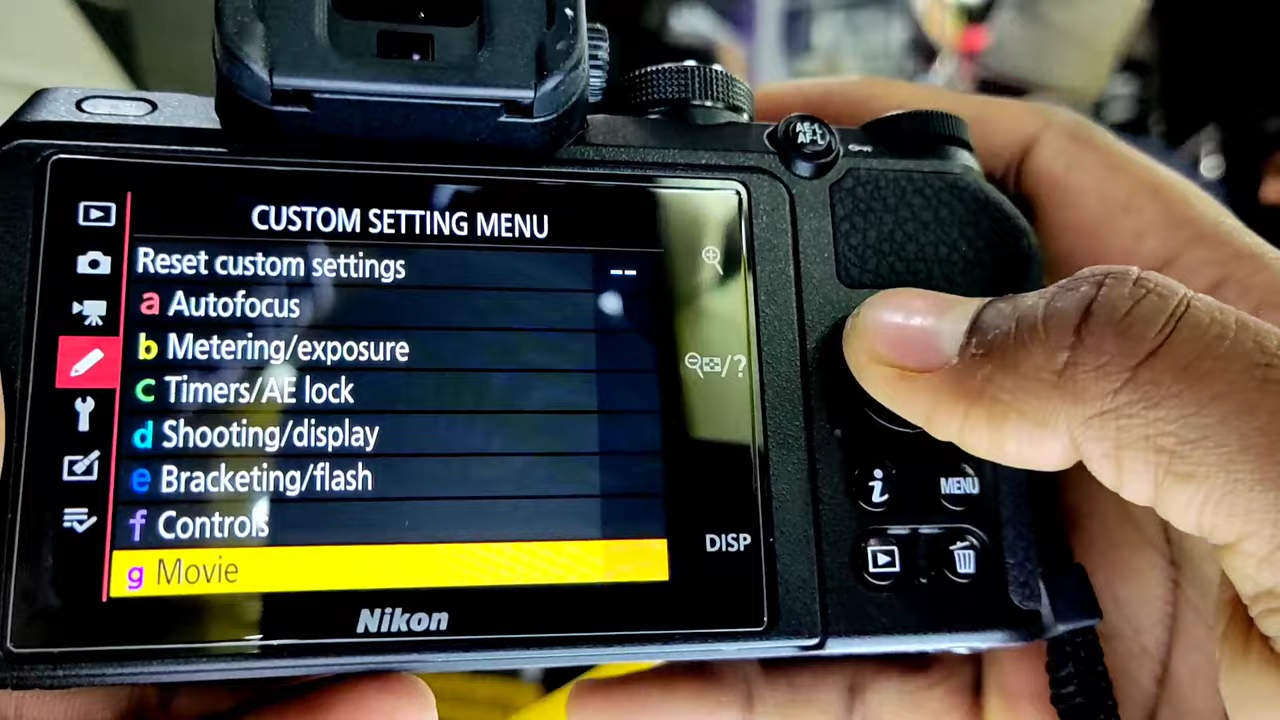 AE-L
AF-L
CUSTOM SETTING MENU
Reset custom settings --
a Autofocus
b Metering/exposure
c Timers/AE lock
d Shooting/display
e Bracketing/flash
f Controls
g Movie
/?
DISP
i
MENU
Nikon